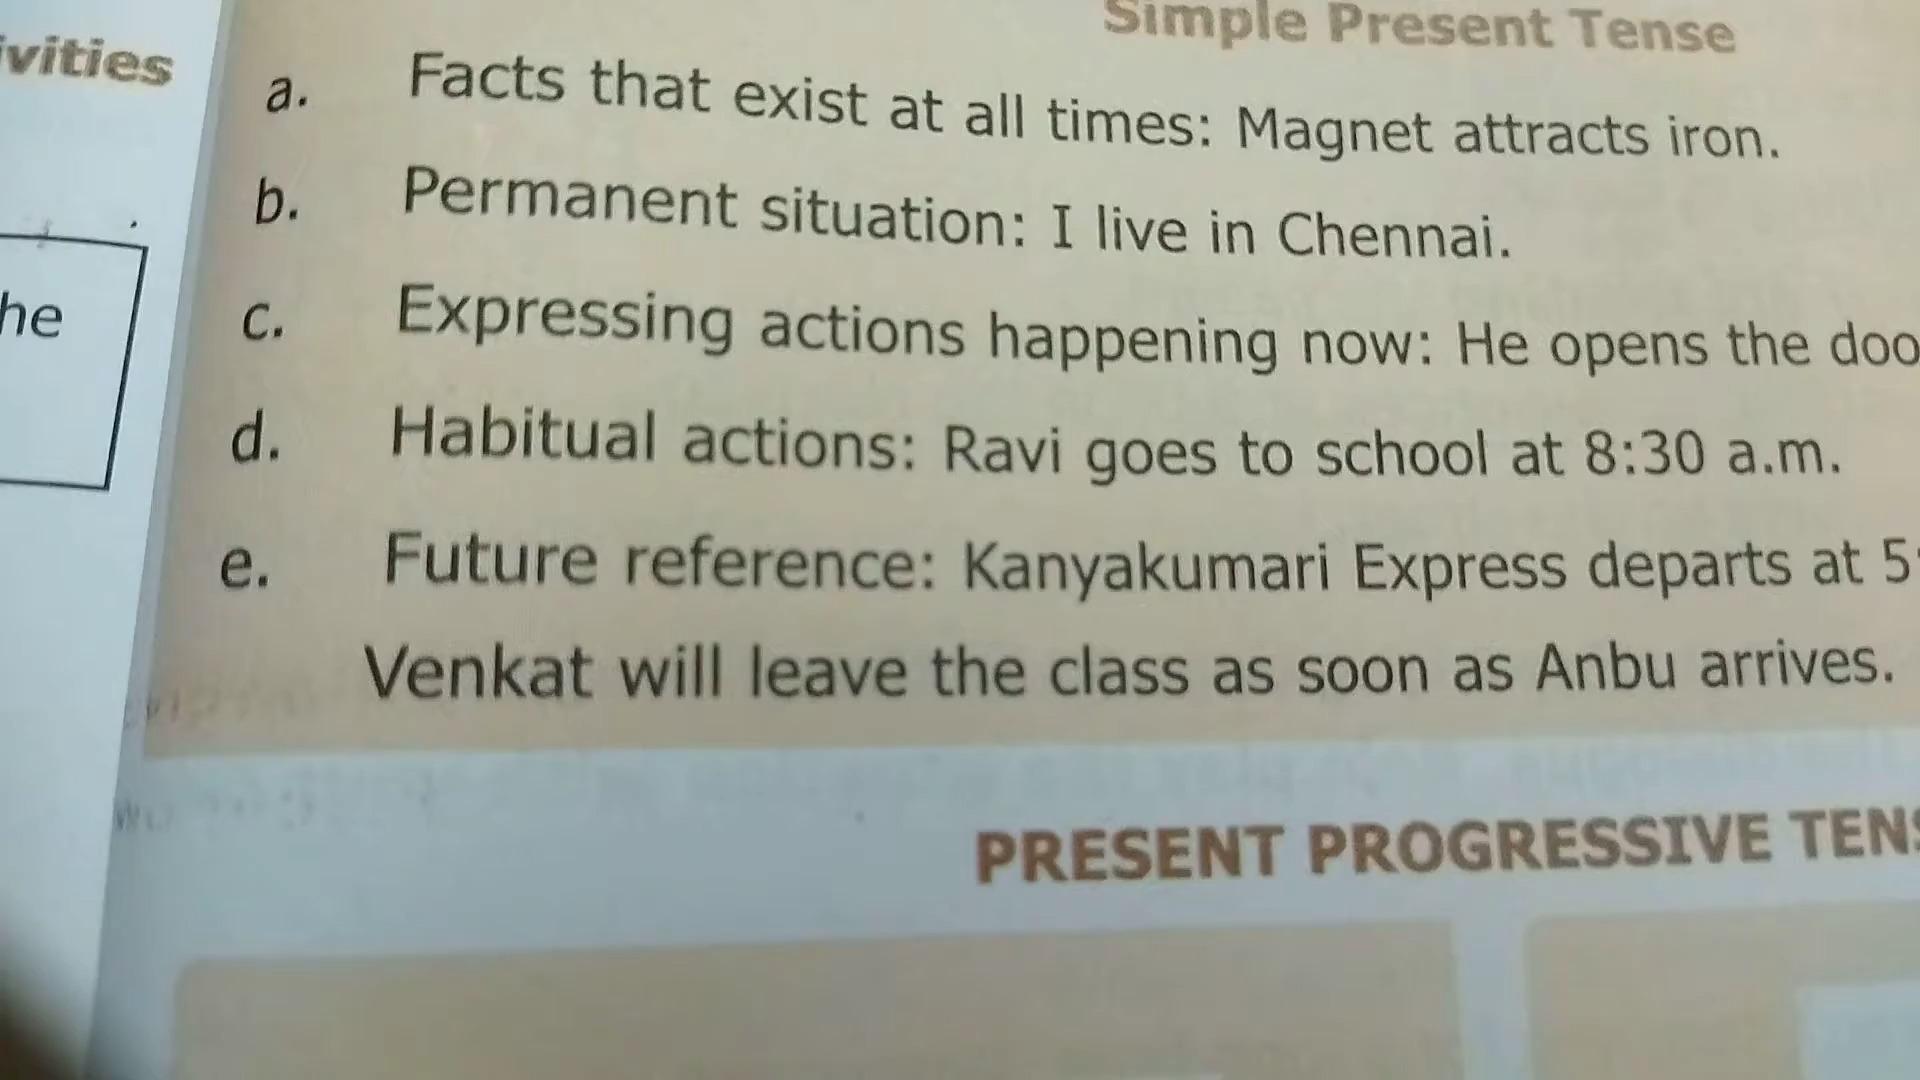 Simple Present Tense
a. Facts that exist at all times: Magnet attracts iron.
b. Permanent situation: I live in Chennai.
c. Expressing actions happening now: He opens the doo
d. Habitual actions: Ravi goes to school at 8:30 a.m.
e. Future reference: Kanyakumari Express departs at 5
Venkat will leave the class as soon as Anbu arrives.
PRESENT PROGRESSIVE TENS
ivities
he